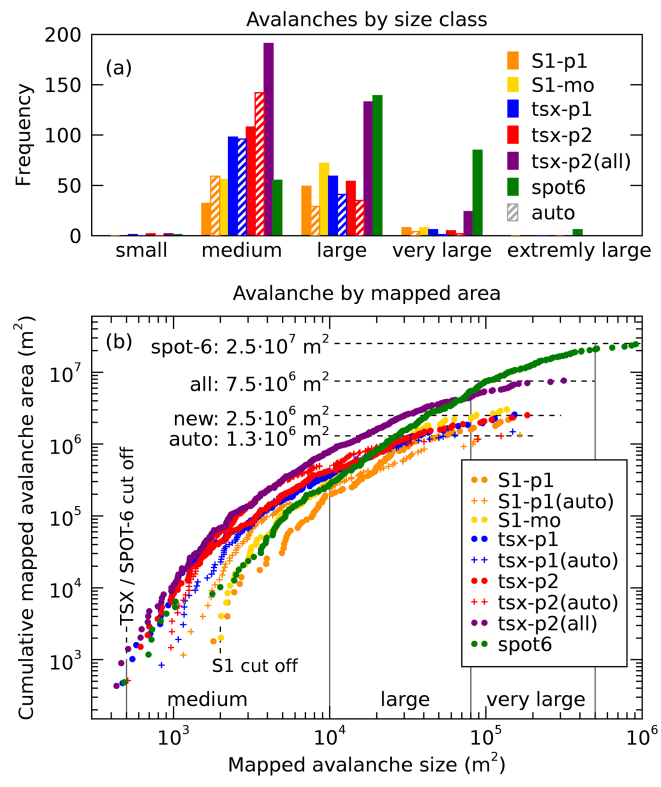 Avalanches by size class
(a)
Frequency
200
150
100
50
0
S1-p1
S1-mo
tsx-p1
tsx-p2
tsx-p2(all)
spot6
auto
small medium large very large extremly large
Avalanche by mapped area
(b)
Cumulative mapped avalanche area (m²)
10⁷
10⁶
10⁵
10⁴
10³
spot-6: 2.5·10⁷ m²
all: 7.5·10⁶ m²
new: 2.5·10⁶ m²
auto: 1.3·10⁶ m²
TSX / SPOT-6 cut off
S1 cut off
S1-p1
S1-p1(auto)
S1-mo
tsx-p1
tsx-p1(auto)
tsx-p2
tsx-p2(auto)
tsx-p2(all)
spot6
medium large very large
10³ 10⁴ 10⁵ 10⁶
Mapped avalanche size (m²)